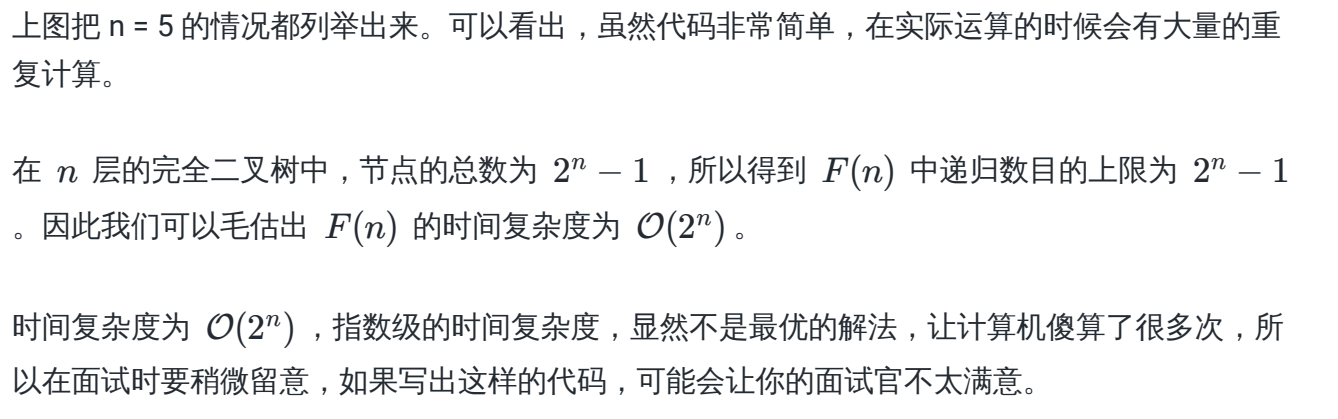 上图把 n = 5 的情况都列举出来。可以看出，虽然代码非常简单，在实际运算的时候会有大量的重
复计算。
在 n 层的完全二叉树中，节点的总数为 2ⁿ − 1 ，所以得到 F(n) 中递归数目的上限为 2ⁿ − 1
。因此我们可以毛估出 F(n) 的时间复杂度为 𝒪(2ⁿ) 。
时间复杂度为 𝒪(2ⁿ) ，指数级的时间复杂度，显然不是最优的解法，让计算机傻算了很多次，所
以在面试时要稍微留意，如果写出这样的代码，可能会让你的面试官不太满意。